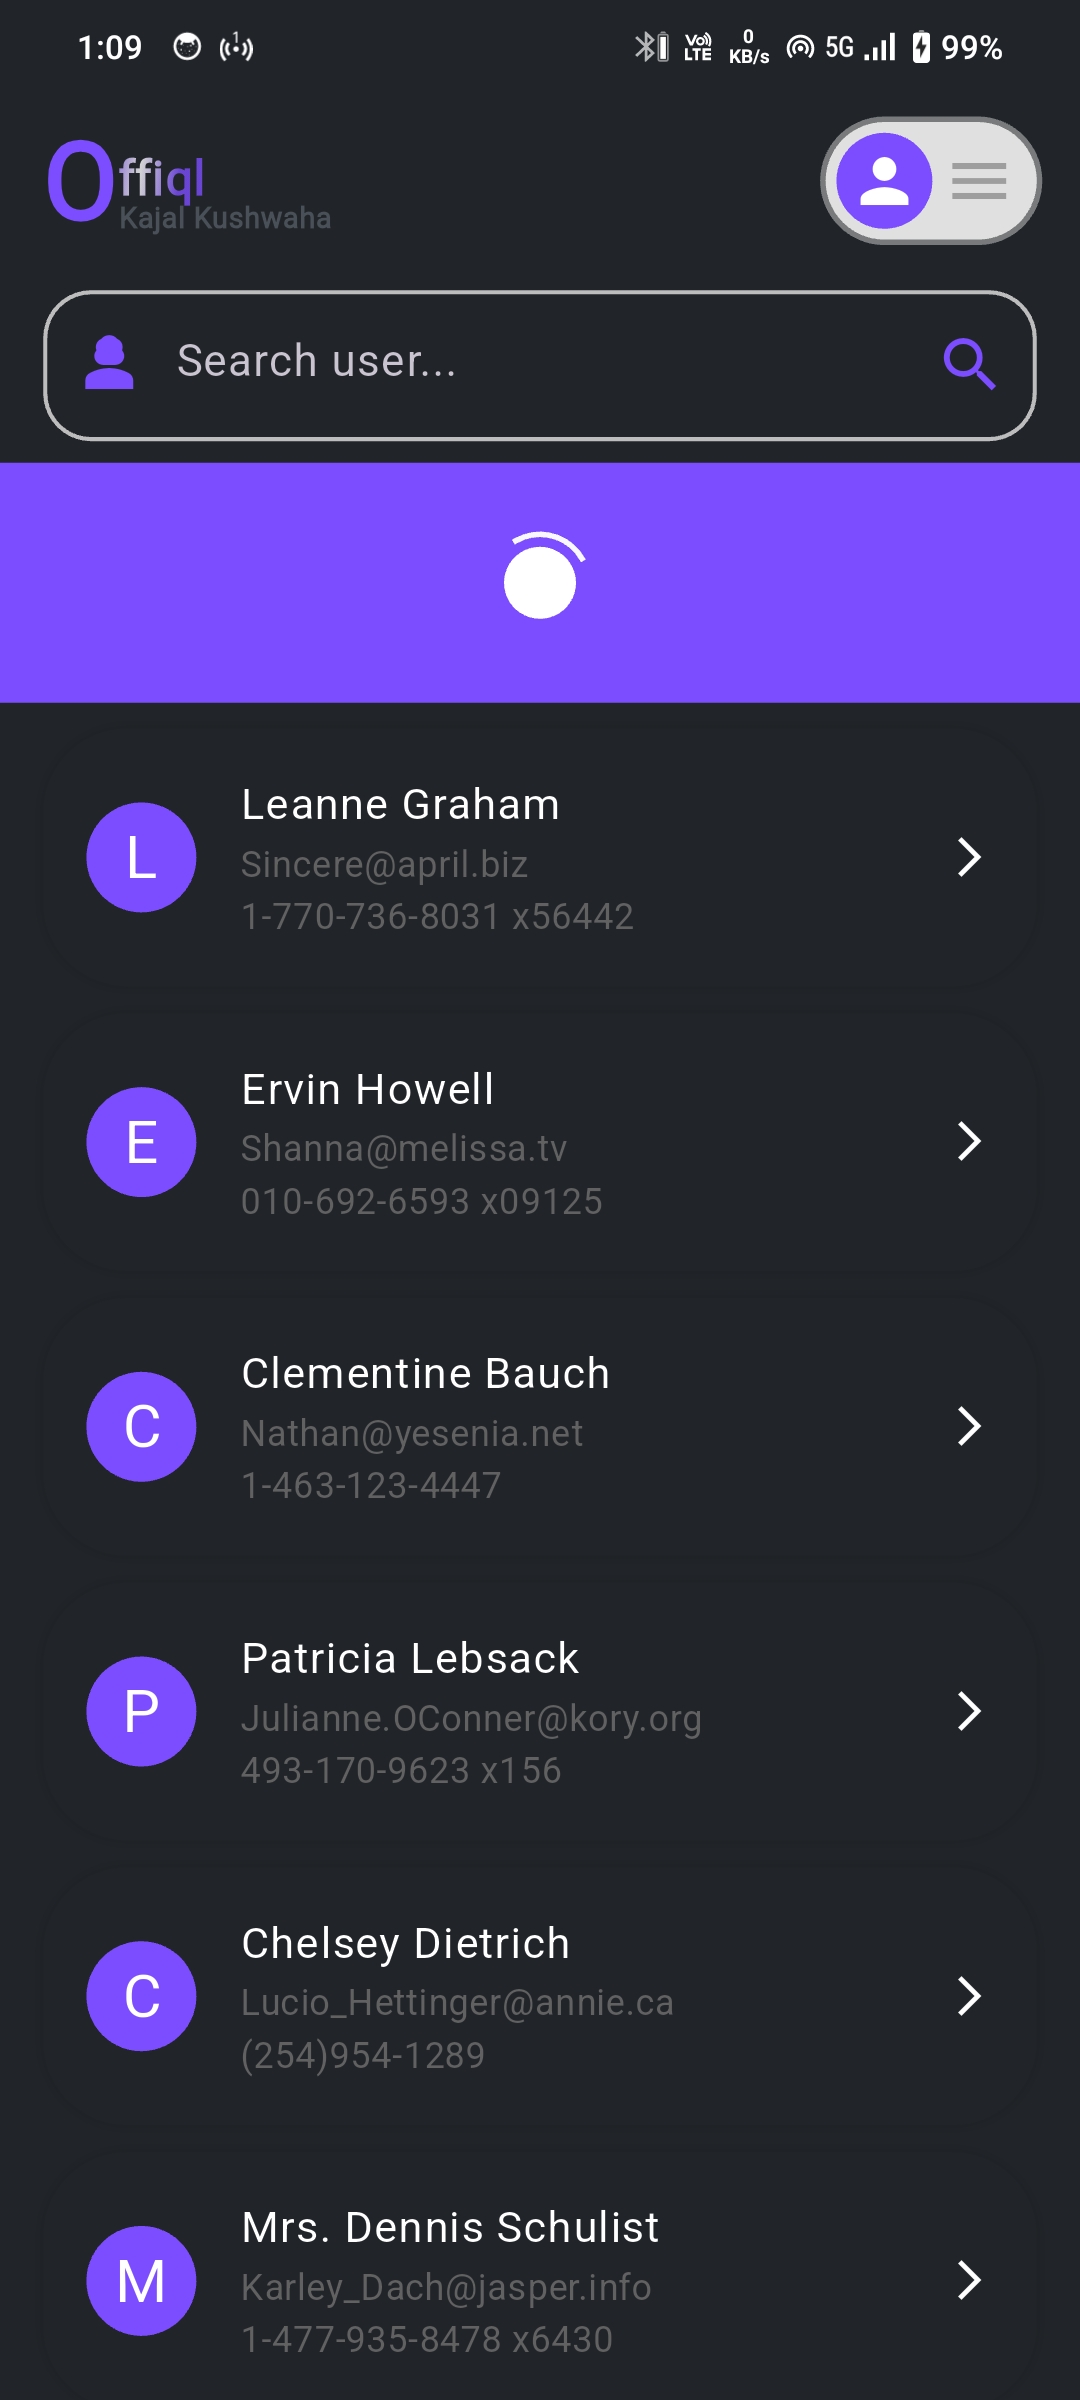 1:09
1
Vo)) LTE
0 KB/s
5G
99%
Offiql
Kajal Kushwaha
Search user...
L
Leanne Graham
Sincere@april.biz
1-770-736-8031 x56442
E
Ervin Howell
Shanna@melissa.tv
010-692-6593 x09125
C
Clementine Bauch
Nathan@yesenia.net
1-463-123-4447
P
Patricia Lebsack
Julianne.OConner@kory.org
493-170-9623 x156
C
Chelsey Dietrich
Lucio_Hettinger@annie.ca
(254)954-1289
M
Mrs. Dennis Schulist
Karley_Dach@jasper.info
1-477-935-8478 x6430